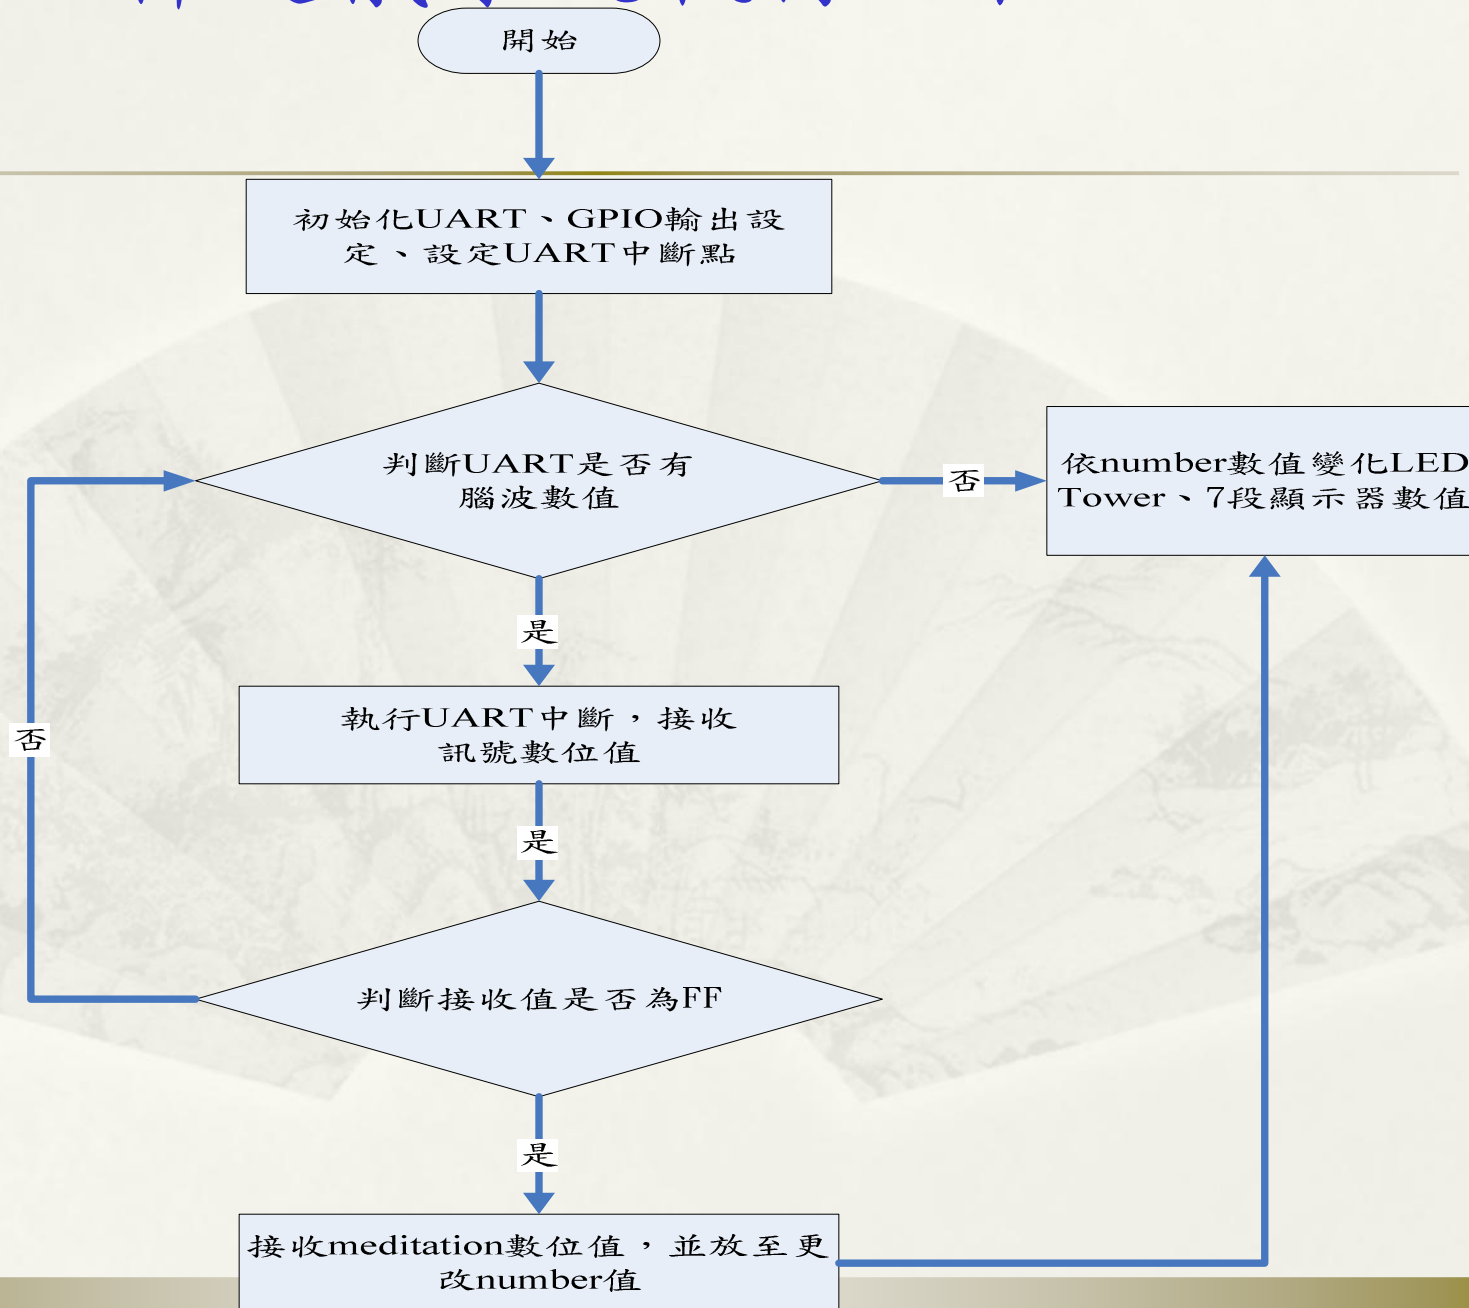 開始
初始化UART、GPIO輸出設
定、設定UART中斷點
判斷UART是否有
腦波數值
否
依number數值變化LED
Tower、7段顯示器數值
是
執行UART中斷，接收
訊號數位值
否
是
判斷接收值是否為FF
是
接收meditation數位值，並放至更
改number值